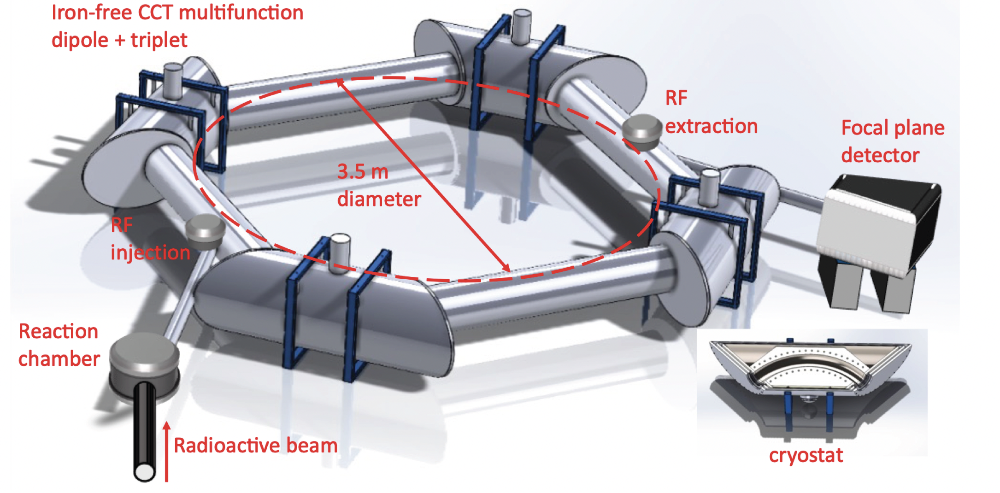 Iron-free CCT multifunction
dipole + triplet
RF
extraction
Focal plane
detector
3.5 m
diameter
RF
injection
Reaction
chamber
Radioactive beam
cryostat